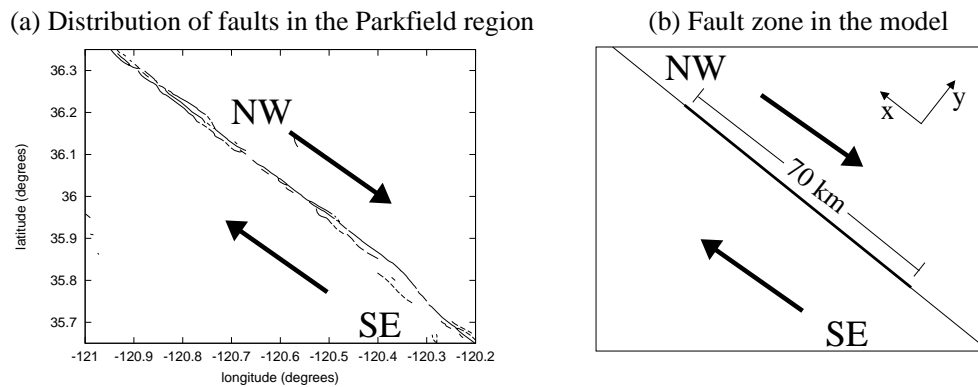 (a) Distribution of faults in the Parkfield region
(b) Fault zone in the model
36.3
36.2
36.1
36
35.9
35.8
35.7
latitude (degrees)
NW
SE
-121 -120.9 -120.8 -120.7 -120.6 -120.5 -120.4 -120.3 -120.2
longitude (degrees)
NW
x
y
70 km
SE